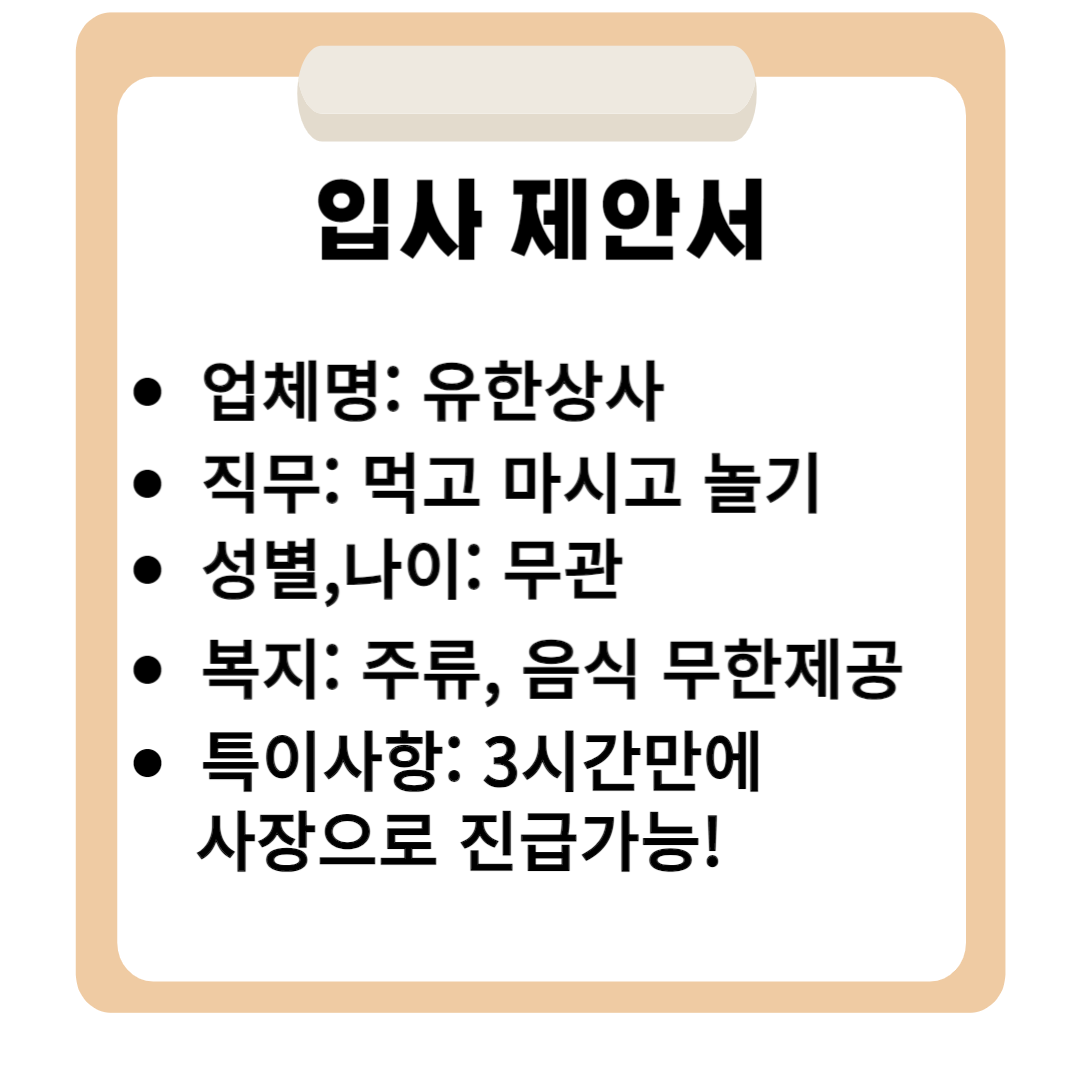 입사 제안서
• 업체명: 유한상사
• 직무: 먹고 마시고 놀기
• 성별,나이: 무관
• 복지: 주류, 음식 무한제공
• 특이사항: 3시간만에
사장으로 진급가능!